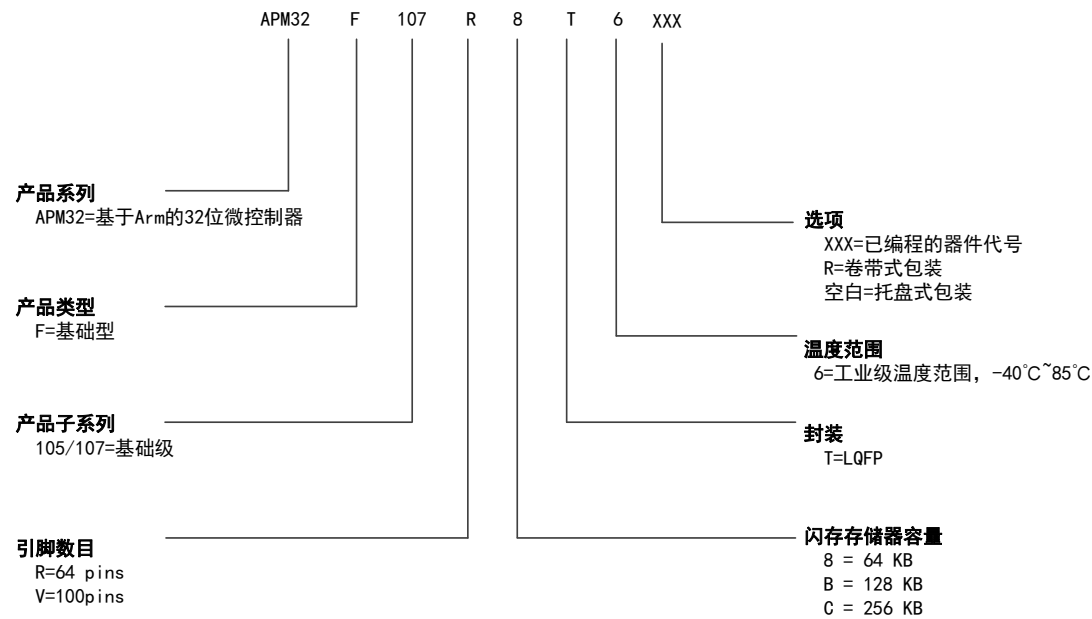 APM32 F 107 R 8 T 6 XXX
产品系列
APM32=基于Arm的32位微控制器
产品类型
F=基础型
产品子系列
105/107=基础级
引脚数目
R=64 pins
V=100pins
选项
XXX=已编程的器件代号
R=卷带式包装
空白=托盘式包装
温度范围
6=工业级温度范围，-40℃~85℃
封装
T=LQFP
闪存存储器容量
8 = 64 KB
B = 128 KB
C = 256 KB